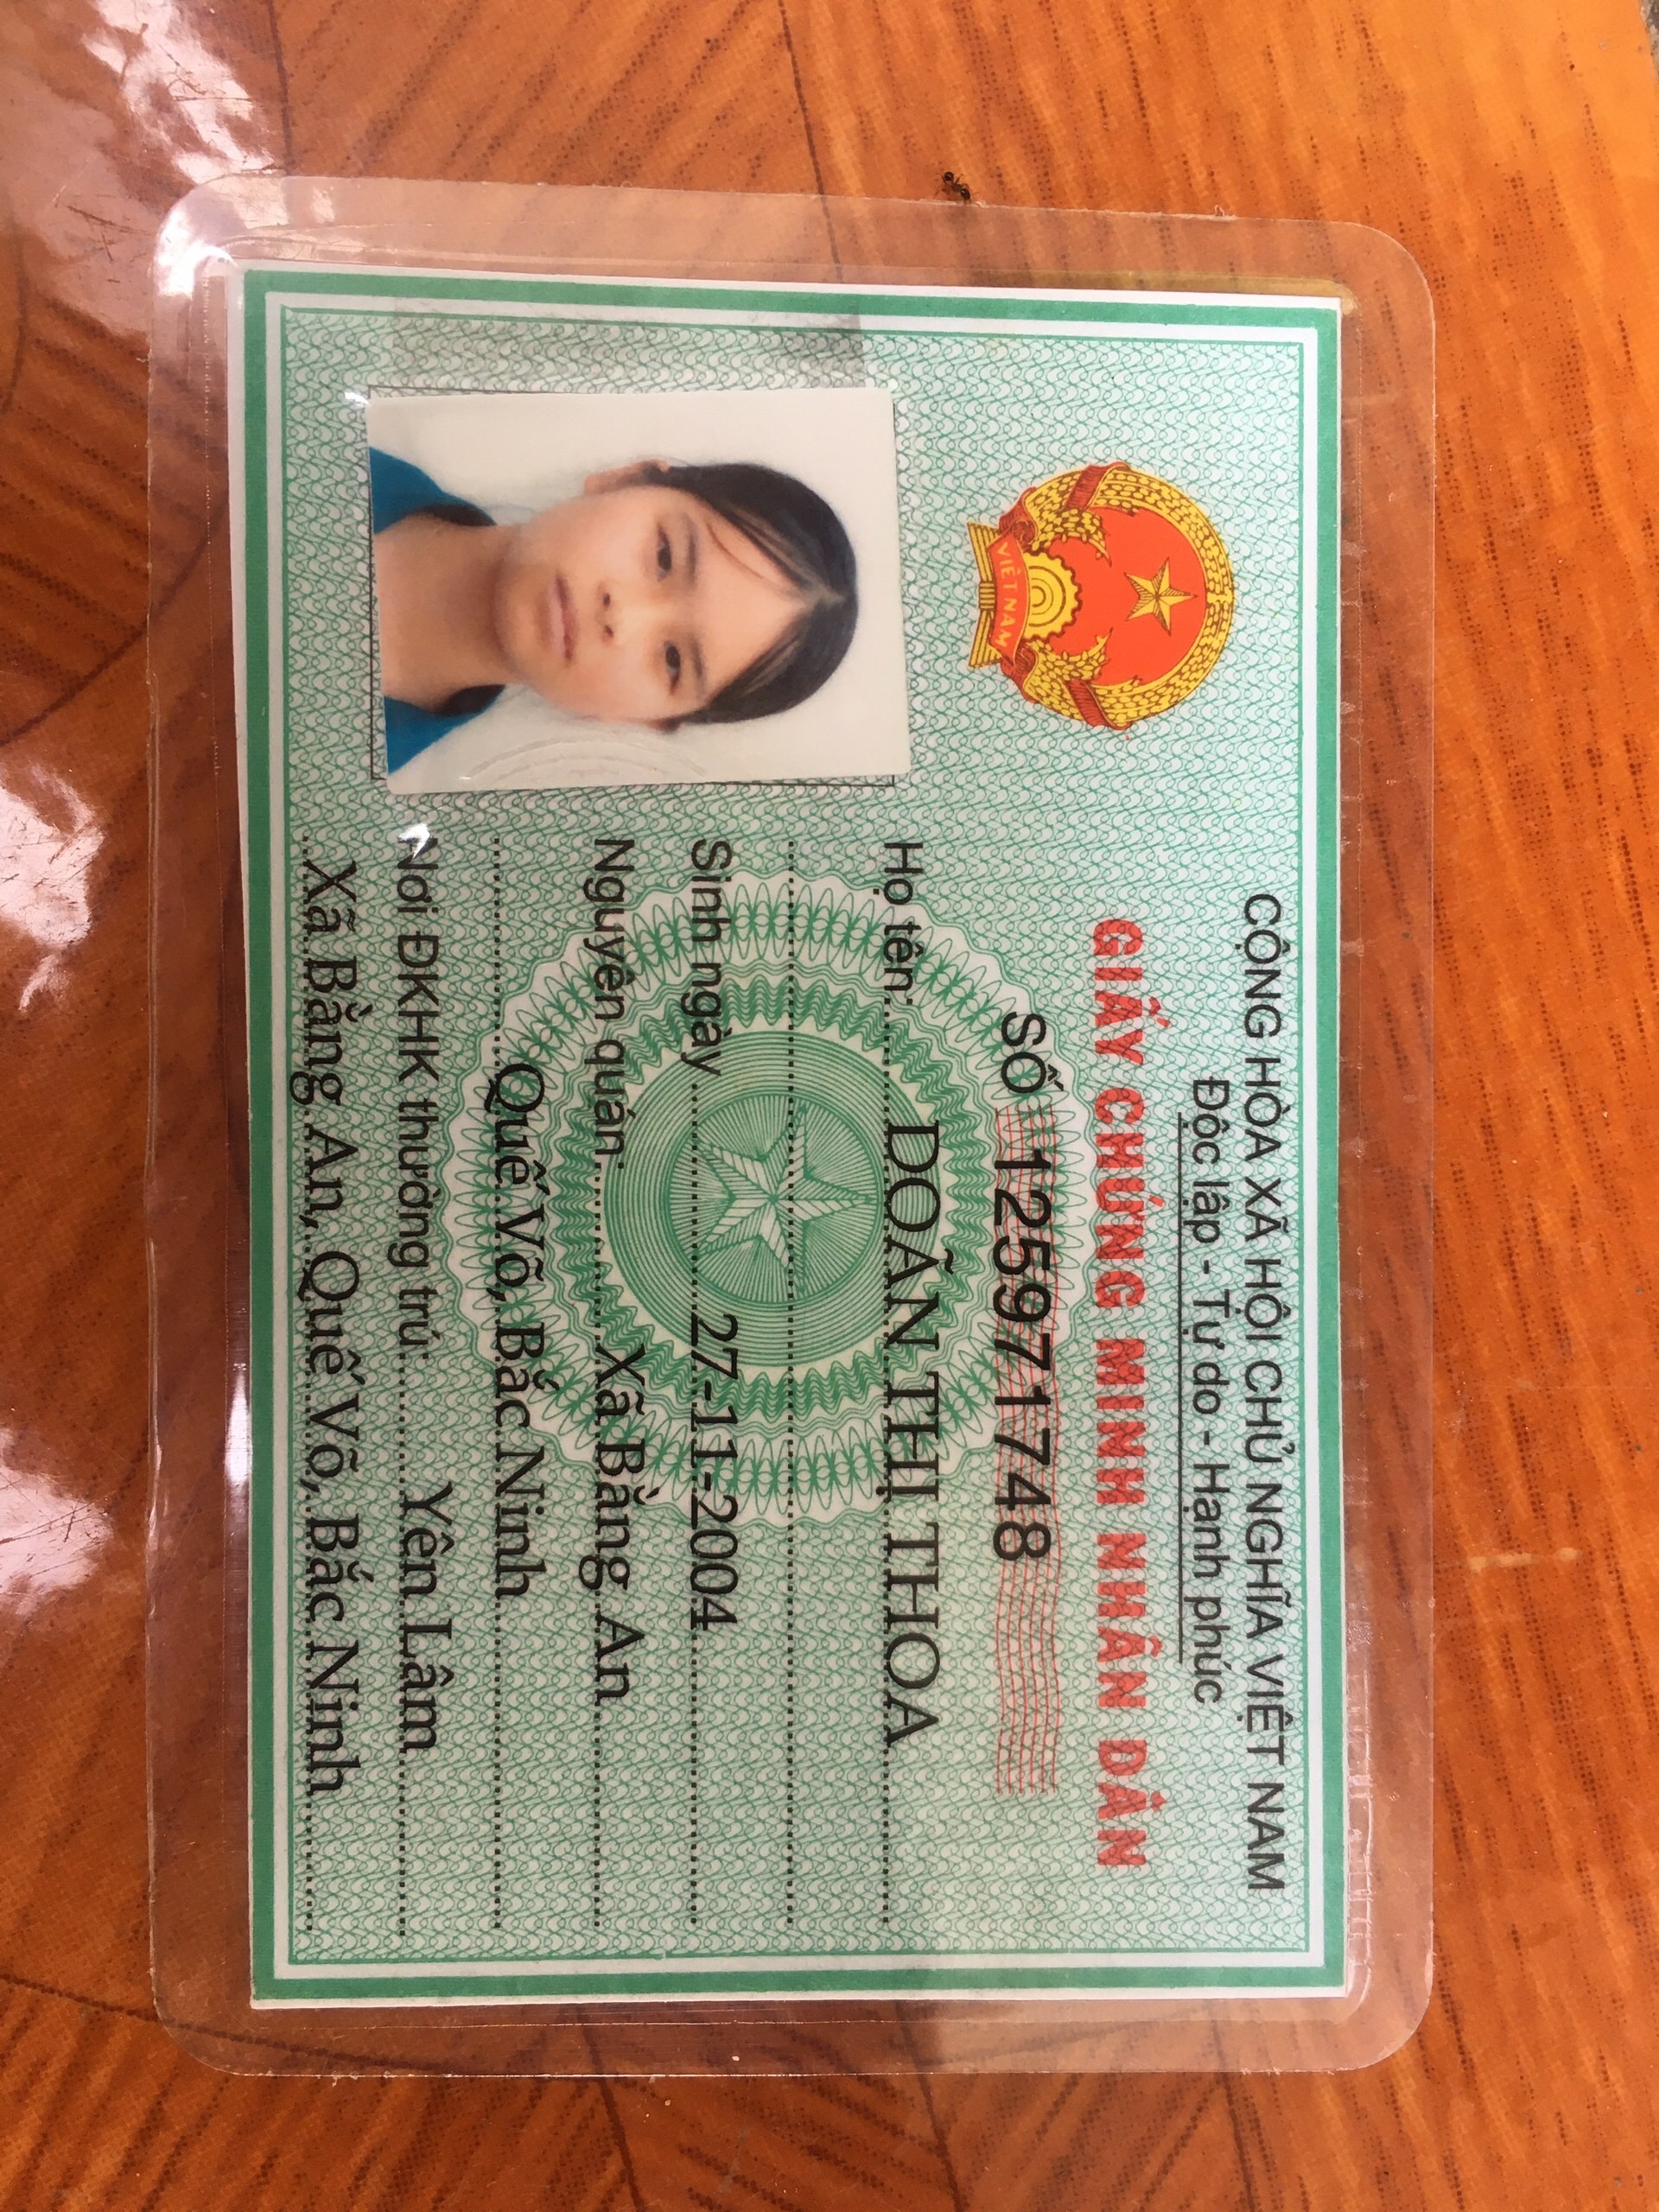 CỘNG HÒA XÃ HỘI CHỦ NGHĨA VIỆT NAM
Độc lập - Tự do - Hạnh phúc
GIẤY CHỨNG MINH NHÂN DÂN
SỐ 125971748
Họ tên: DOÃN THỊ THOA
Sinh ngày 27-11-2004
Nguyên quán: Xã Bằng An
Quế Võ, Bắc Ninh
Nơi ĐKHK thường trú: Yên Lâm
Xã Bằng An, Quế Võ, Bắc Ninh
VIỆT NAM